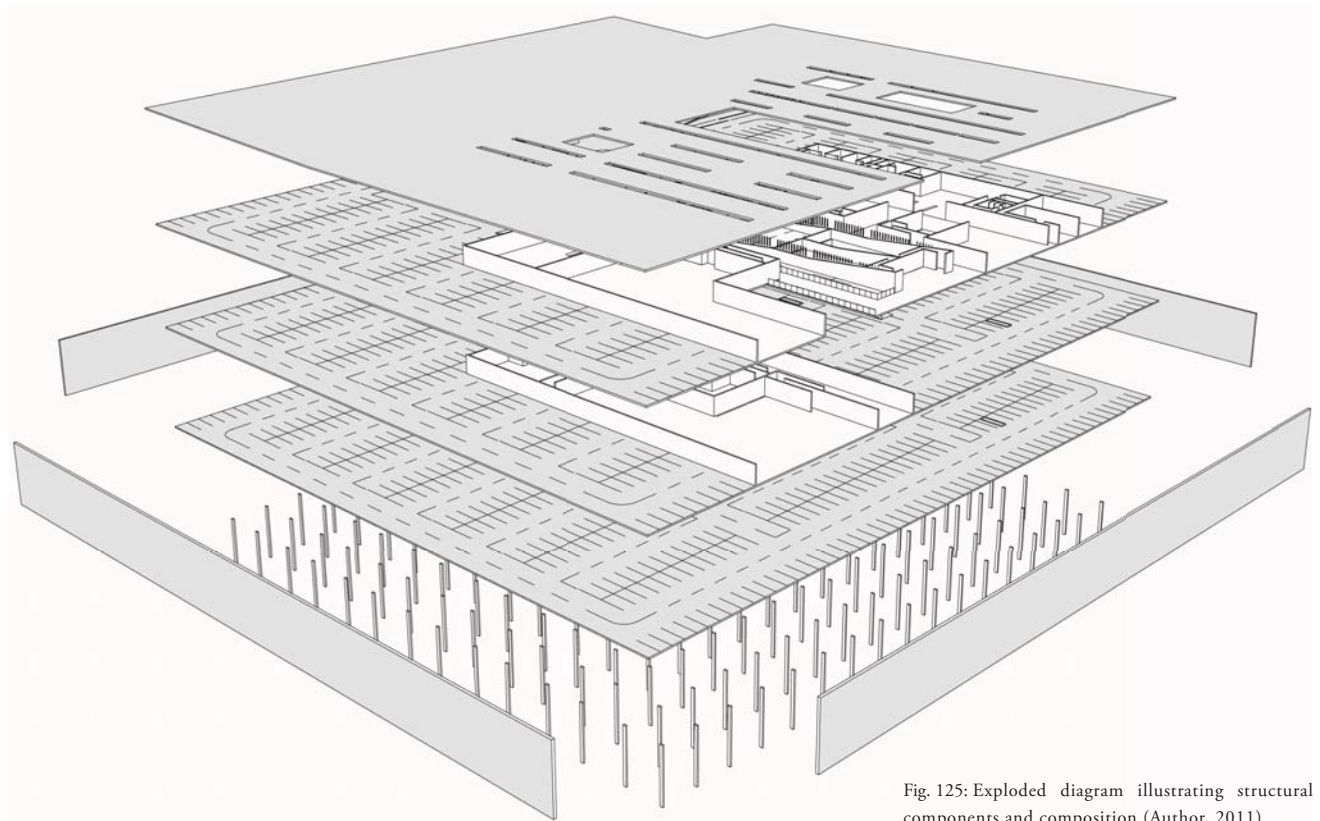 Fig. 125: Exploded diagram illustrating structural
components and composition (Author, 2011)